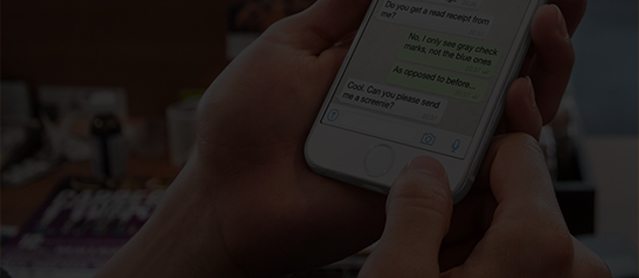 Do you get a read receipt from
me?
No, I only see gray check
marks, not the blue ones
As opposed to before...
Cool. Can you please send
me a screenie?